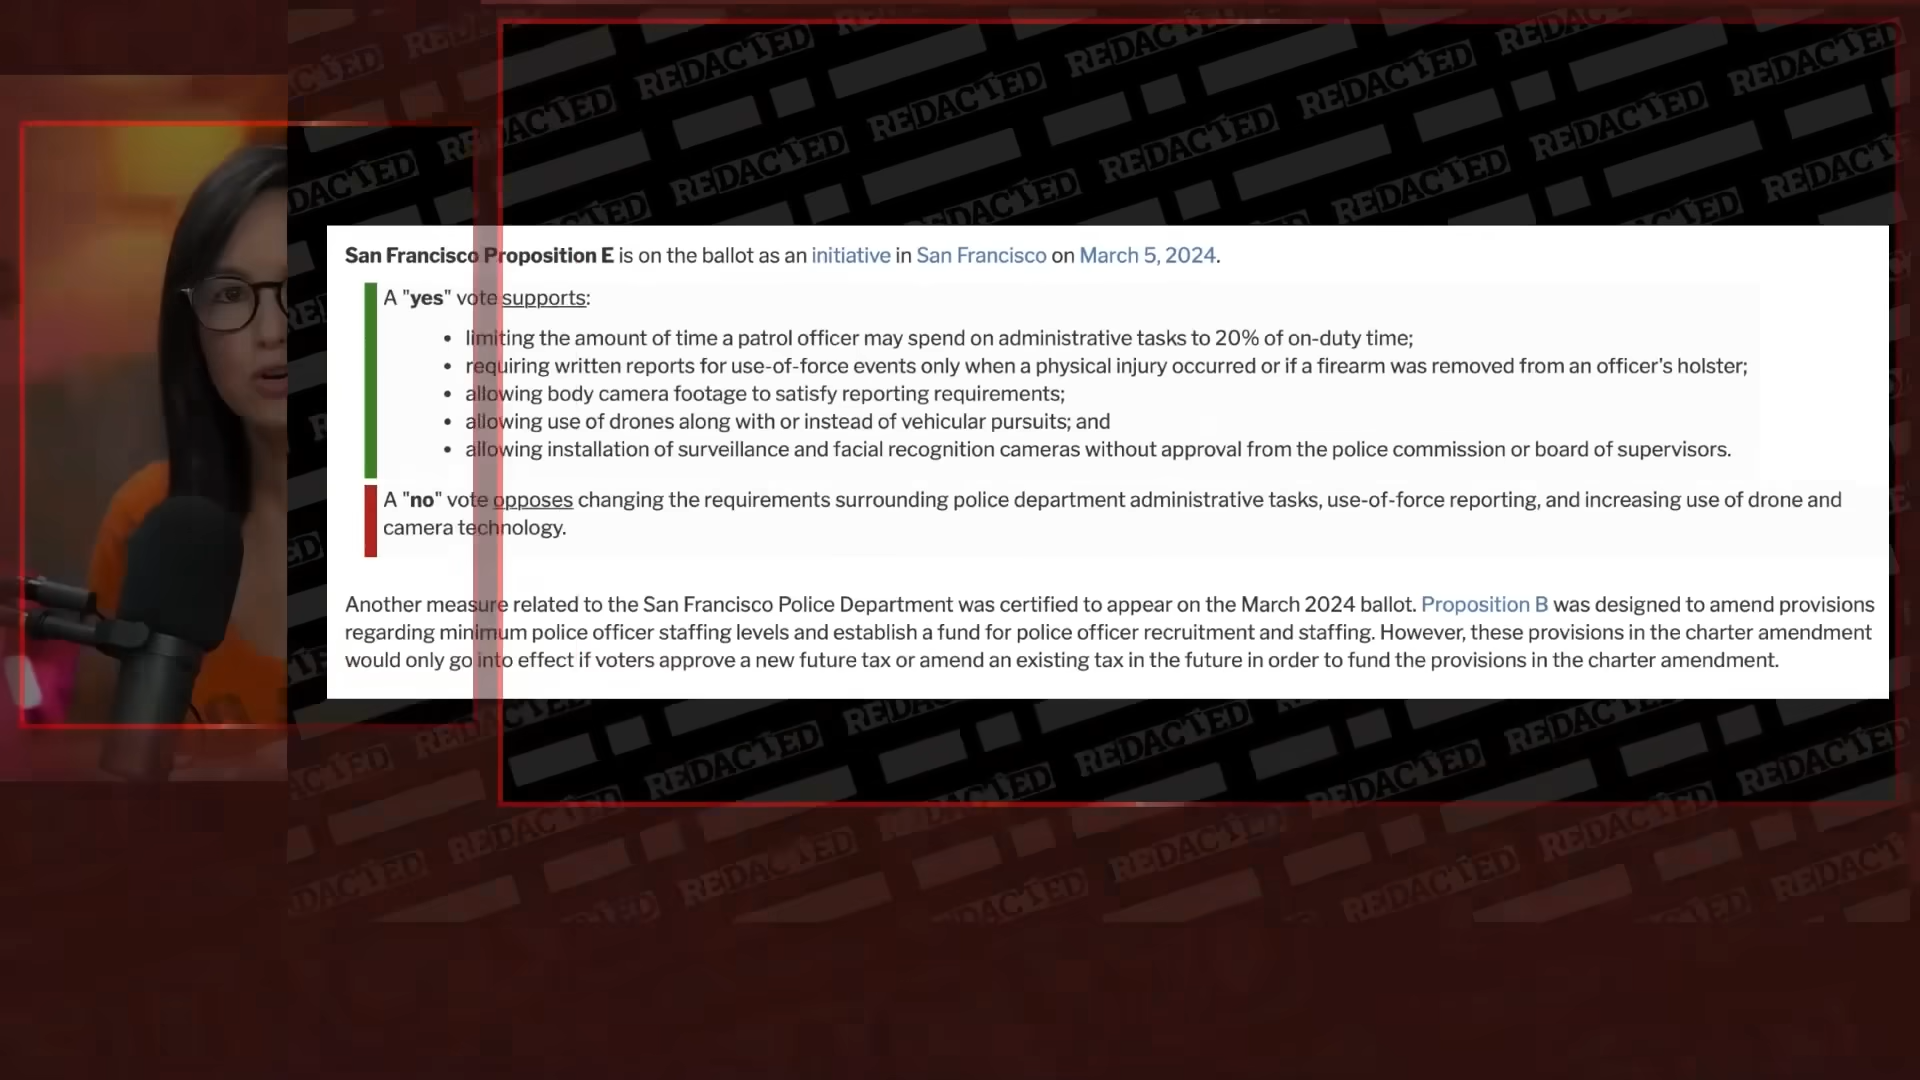 San Francisco Proposition E is on the ballot as an initiative in San Francisco on March 5, 2024.
A "yes" vote supports:
• limiting the amount of time a patrol officer may spend on administrative tasks to 20% of on-duty time;
• requiring written reports for use-of-force events only when a physical injury occurred or if a firearm was removed from an officer's holster;
• allowing body camera footage to satisfy reporting requirements;
• allowing use of drones along with or instead of vehicular pursuits; and
• allowing installation of surveillance and facial recognition cameras without approval from the police commission or board of supervisors.
A "no" vote opposes changing the requirements surrounding police department administrative tasks, use-of-force reporting, and increasing use of drone and
camera technology.
Another measure related to the San Francisco Police Department was certified to appear on the March 2024 ballot. Proposition B was designed to amend provisions
regarding minimum police officer staffing levels and establish a fund for police officer recruitment and staffing. However, these provisions in the charter amendment
would only go into effect if voters approve a new future tax or amend an existing tax in the future in order to fund the provisions in the charter amendment.
REDACTED